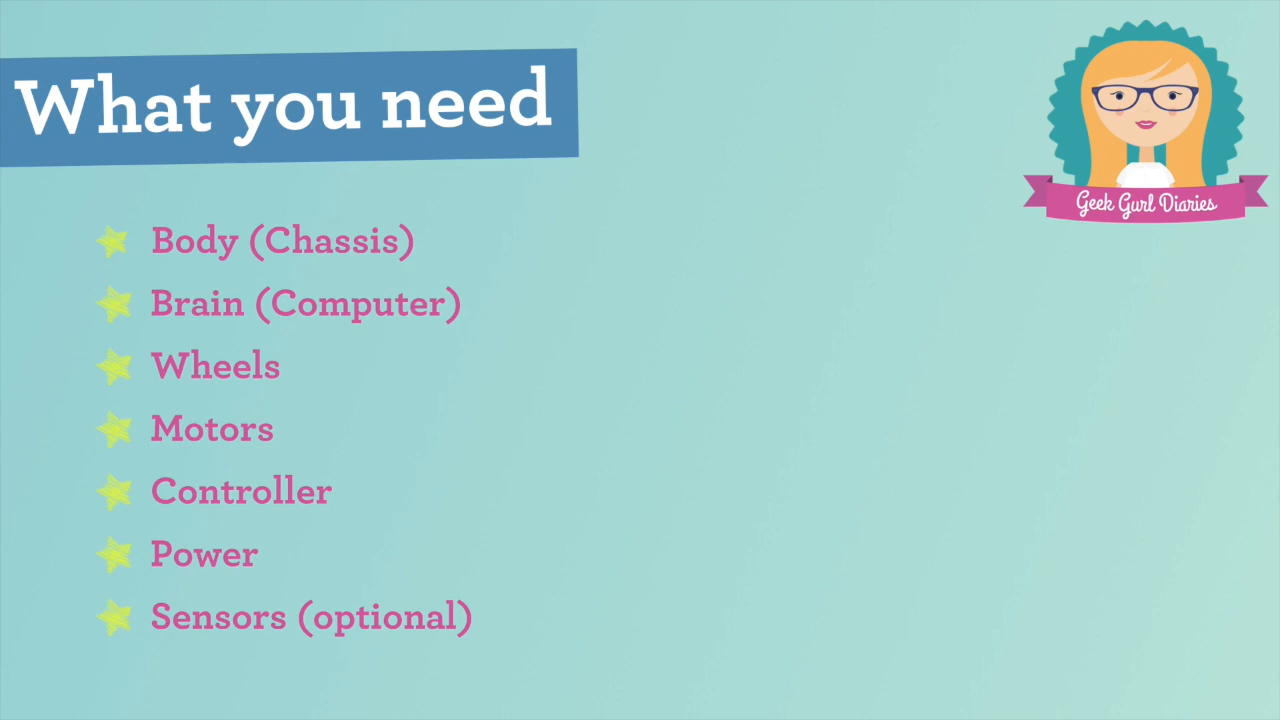 What you need
Geek Gurl Diaries
Body (Chassis)
Brain (Computer)
Wheels
Motors
Controller
Power
Sensors (optional)